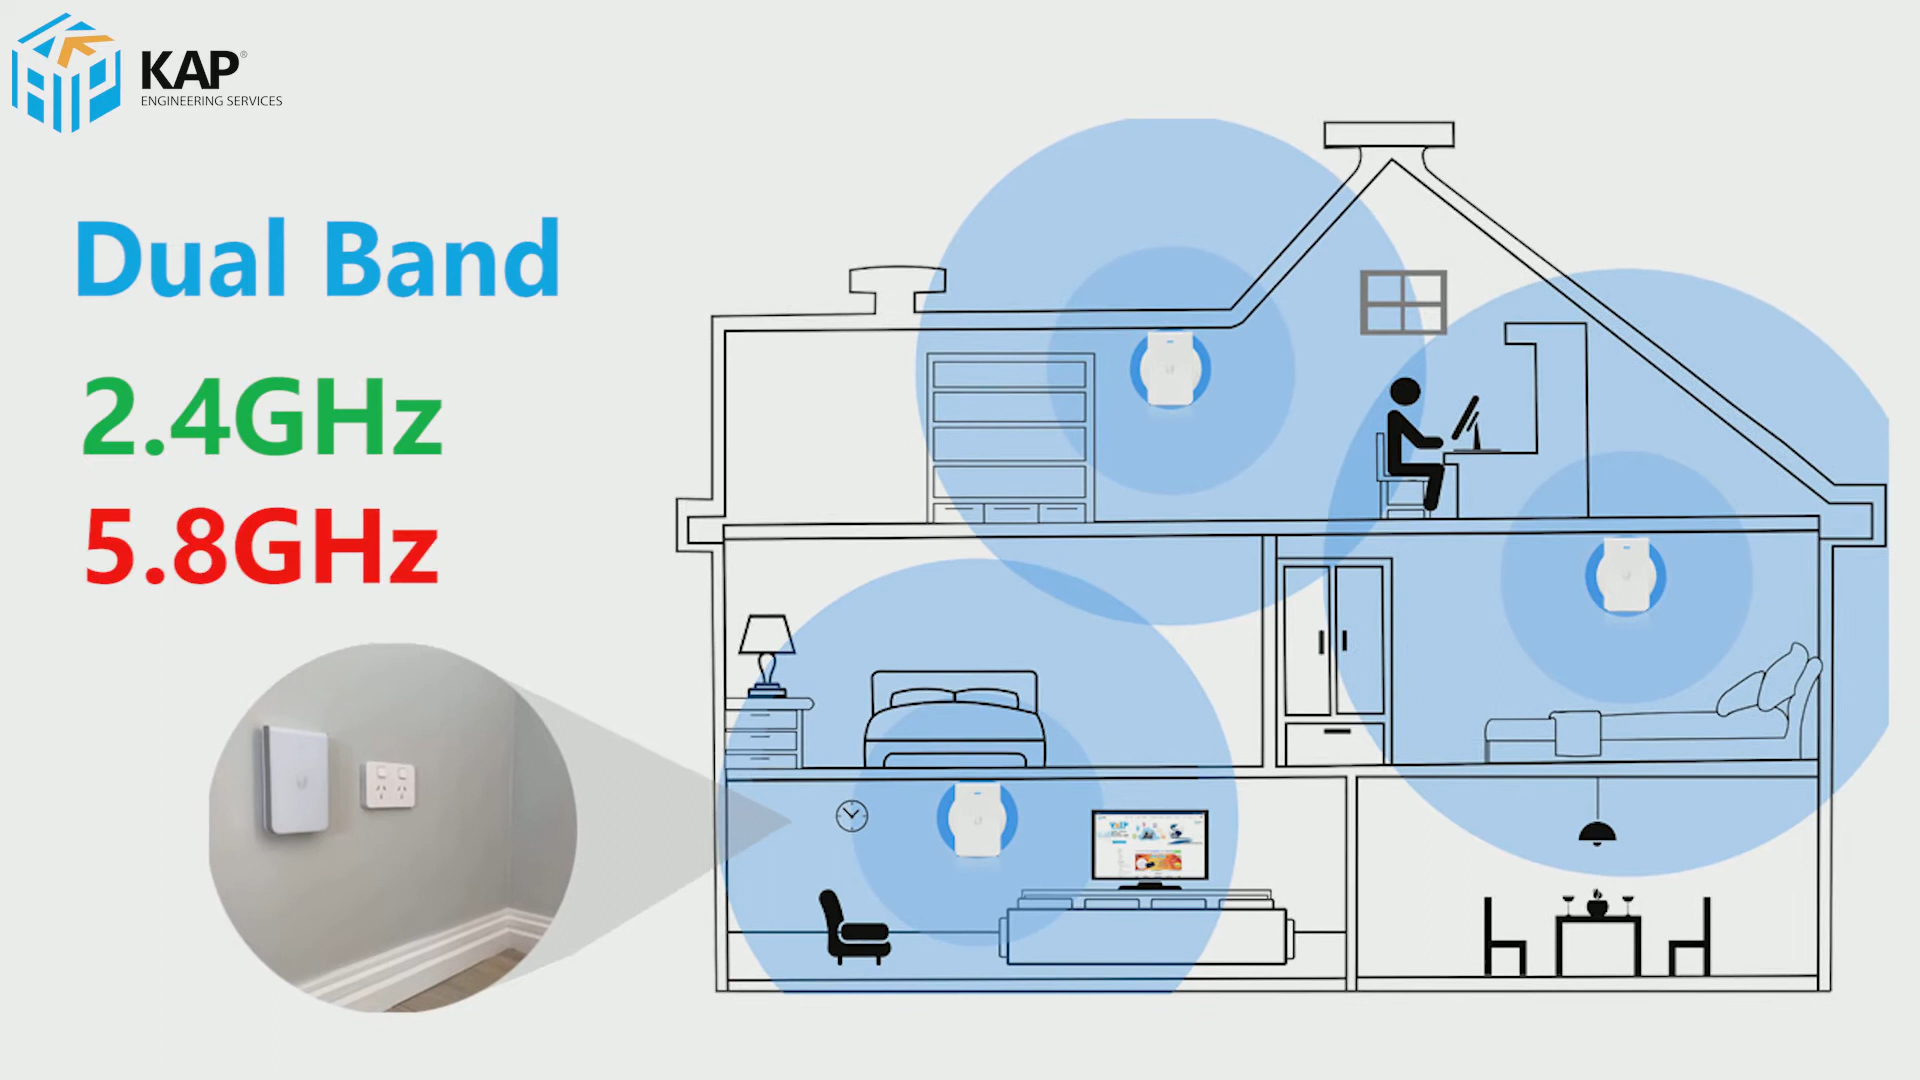 KAP®
ENGINEERING SERVICES
Dual Band
2.4GHz
5.8GHz